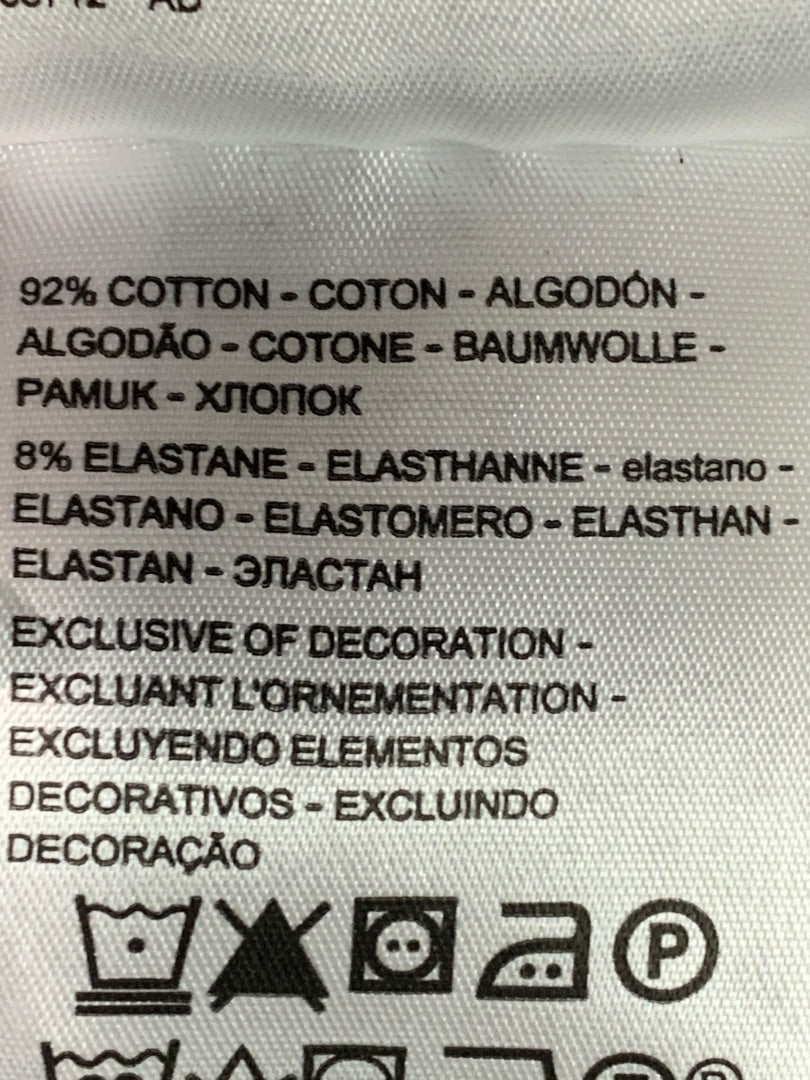 92% COTTON - COTON - ALGODÓN -
ALGODÃO - COTONE - BAUMWOLLE -
PAMUK - ХЛОПОК
8% ELASTANE - ELASTHANNE - elastano -
ELASTANO - ELASTOMERO - ELASTHAN -
ELASTAN - ЭЛАСТАН
EXCLUSIVE OF DECORATION -
EXCLUANT L'ORNEMENTATION -
EXCLUYENDO ELEMENTOS
DECORATIVOS - EXCLUINDO
DECORAÇÃO
P